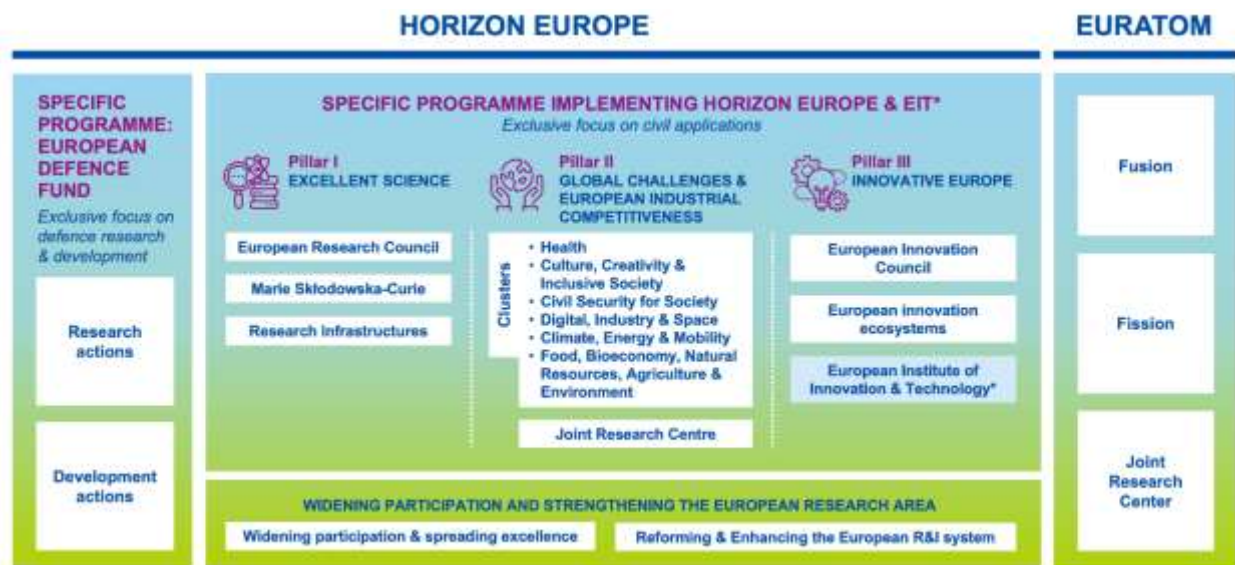 HORIZON EUROPE
EURATOM
SPECIFIC
PROGRAMME:
EUROPEAN
DEFENCE
FUND
Exclusive focus on
defence research
& development
Research
actions
Development
actions
SPECIFIC PROGRAMME IMPLEMENTING HORIZON EUROPE & EIT*
Exclusive focus on civil applications
Pillar I
EXCELLENT SCIENCE
European Research Council
Marie Skłodowska-Curie
Research Infrastructures
Pillar II
GLOBAL CHALLENGES &
EUROPEAN INDUSTRIAL
COMPETITIVENESS
Clusters
• Health
• Culture, Creativity &
Inclusive Society
• Civil Security for Society
• Digital, Industry & Space
• Climate, Energy & Mobility
• Food, Bioeconomy, Natural
Resources, Agriculture &
Environment
Joint Research Centre
Pillar III
INNOVATIVE EUROPE
European Innovation
Council
European innovation
ecosystems
European Institute of
Innovation & Technology*
WIDENING PARTICIPATION AND STRENGTHENING THE EUROPEAN RESEARCH AREA
Widening participation & spreading excellence
Reforming & Enhancing the European R&I system
Fusion
Fission
Joint
Research
Center